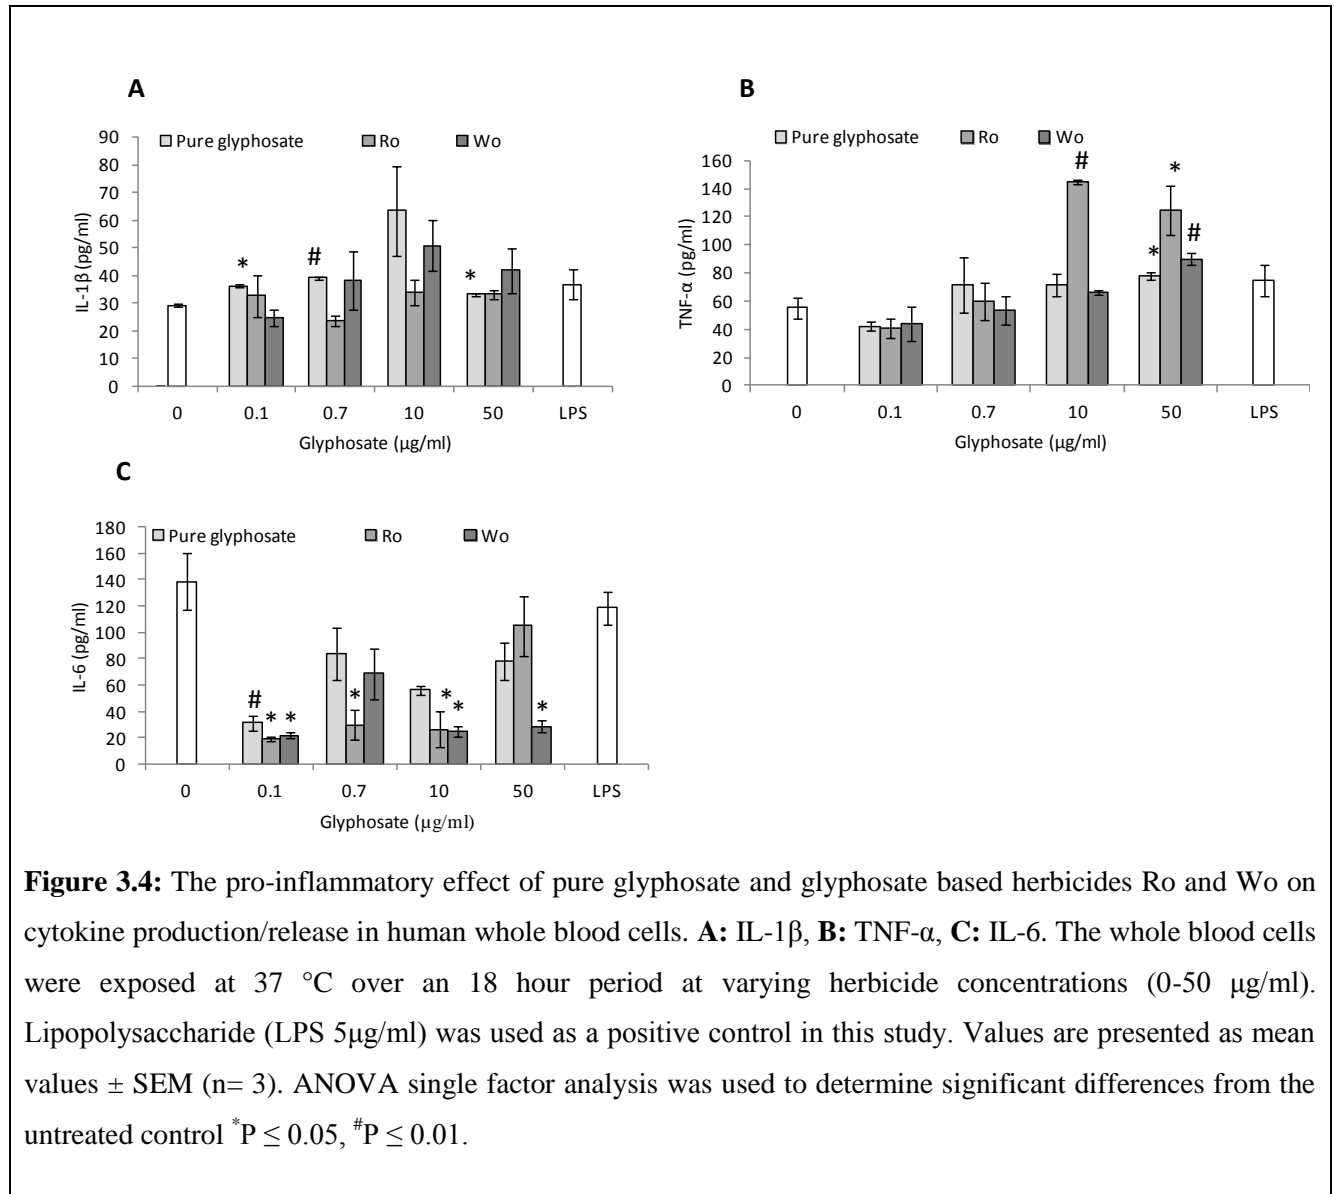 A
Pure glyphosate Ro Wo
90
80
70
60
50
40
30
20
10
0
IL-1β (pg/ml)
* # *
0 0.1 0.7 10 50 LPS
Glyphosate (µg/ml)
B
Pure glyphosate Ro Wo
160
140
120
100
80
60
40
20
0
TNF-α (pg/ml)
# * * #
0 0.1 0.7 10 50 LPS
Glyphosate (µg/ml)
C
Pure glyphosate Ro Wo
180
160
140
120
100
80
60
40
20
0
IL-6 (pg/ml)
# * * * * * *
0 0.1 0.7 10 50 LPS
Glyphosate (µg/ml)
Figure 3.4: The pro-inflammatory effect of pure glyphosate and glyphosate based herbicides Ro and Wo on
cytokine production/release in human whole blood cells. A: IL-1β, B: TNF-α, C: IL-6. The whole blood cells
were exposed at 37 °C over an 18 hour period at varying herbicide concentrations (0-50 µg/ml).
Lipopolysaccharide (LPS 5µg/ml) was used as a positive control in this study. Values are presented as mean
values ± SEM (n= 3). ANOVA single factor analysis was used to determine significant differences from the
untreated control *P ≤ 0.05, #P ≤ 0.01.